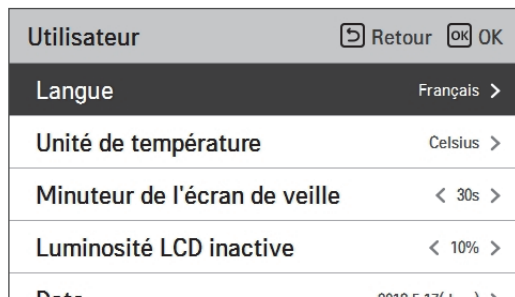 Utilisateur Retour OK OK
Langue Français >
Unité de température Celsius >
Minuteur de l'écran de veille < 30s >
Luminosité LCD inactive < 10% >